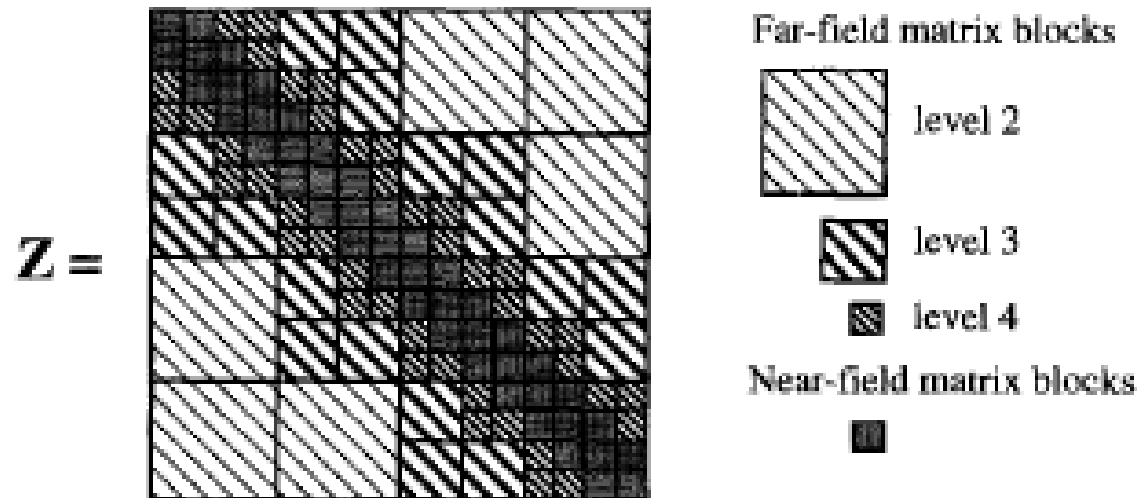 Z =
Far-field matrix blocks
level 2
level 3
level 4
Near-field matrix blocks